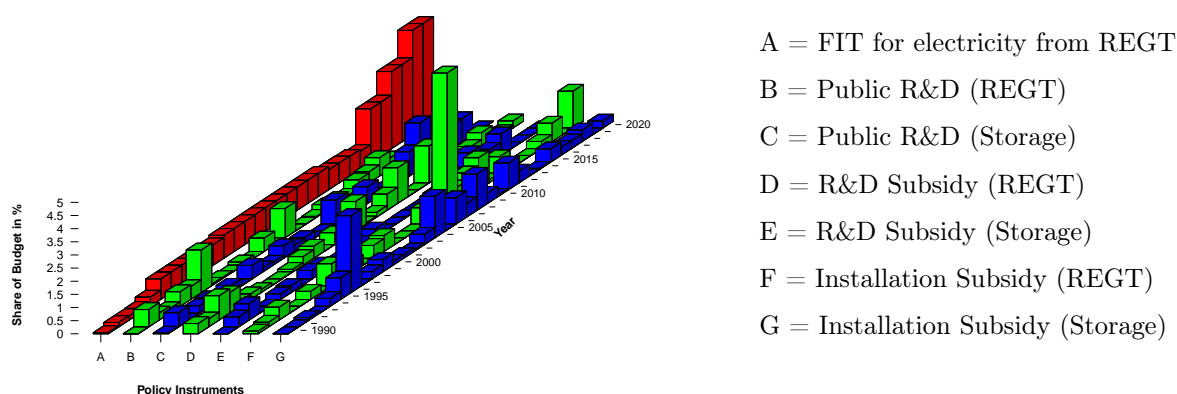 A = FIT for electricity from REGT
B = Public R&D (REGT)
C = Public R&D (Storage)
D = R&D Subsidy (REGT)
E = R&D Subsidy (Storage)
F = Installation Subsidy (REGT)
G = Installation Subsidy (Storage)
Share of Budget in %
5
4.5
4
3.5
3
2.5
2
1.5
1
0.5
0
A B C D E F G
Policy Instruments
1990
1995
2000
2005
2010
2015
2020
Year